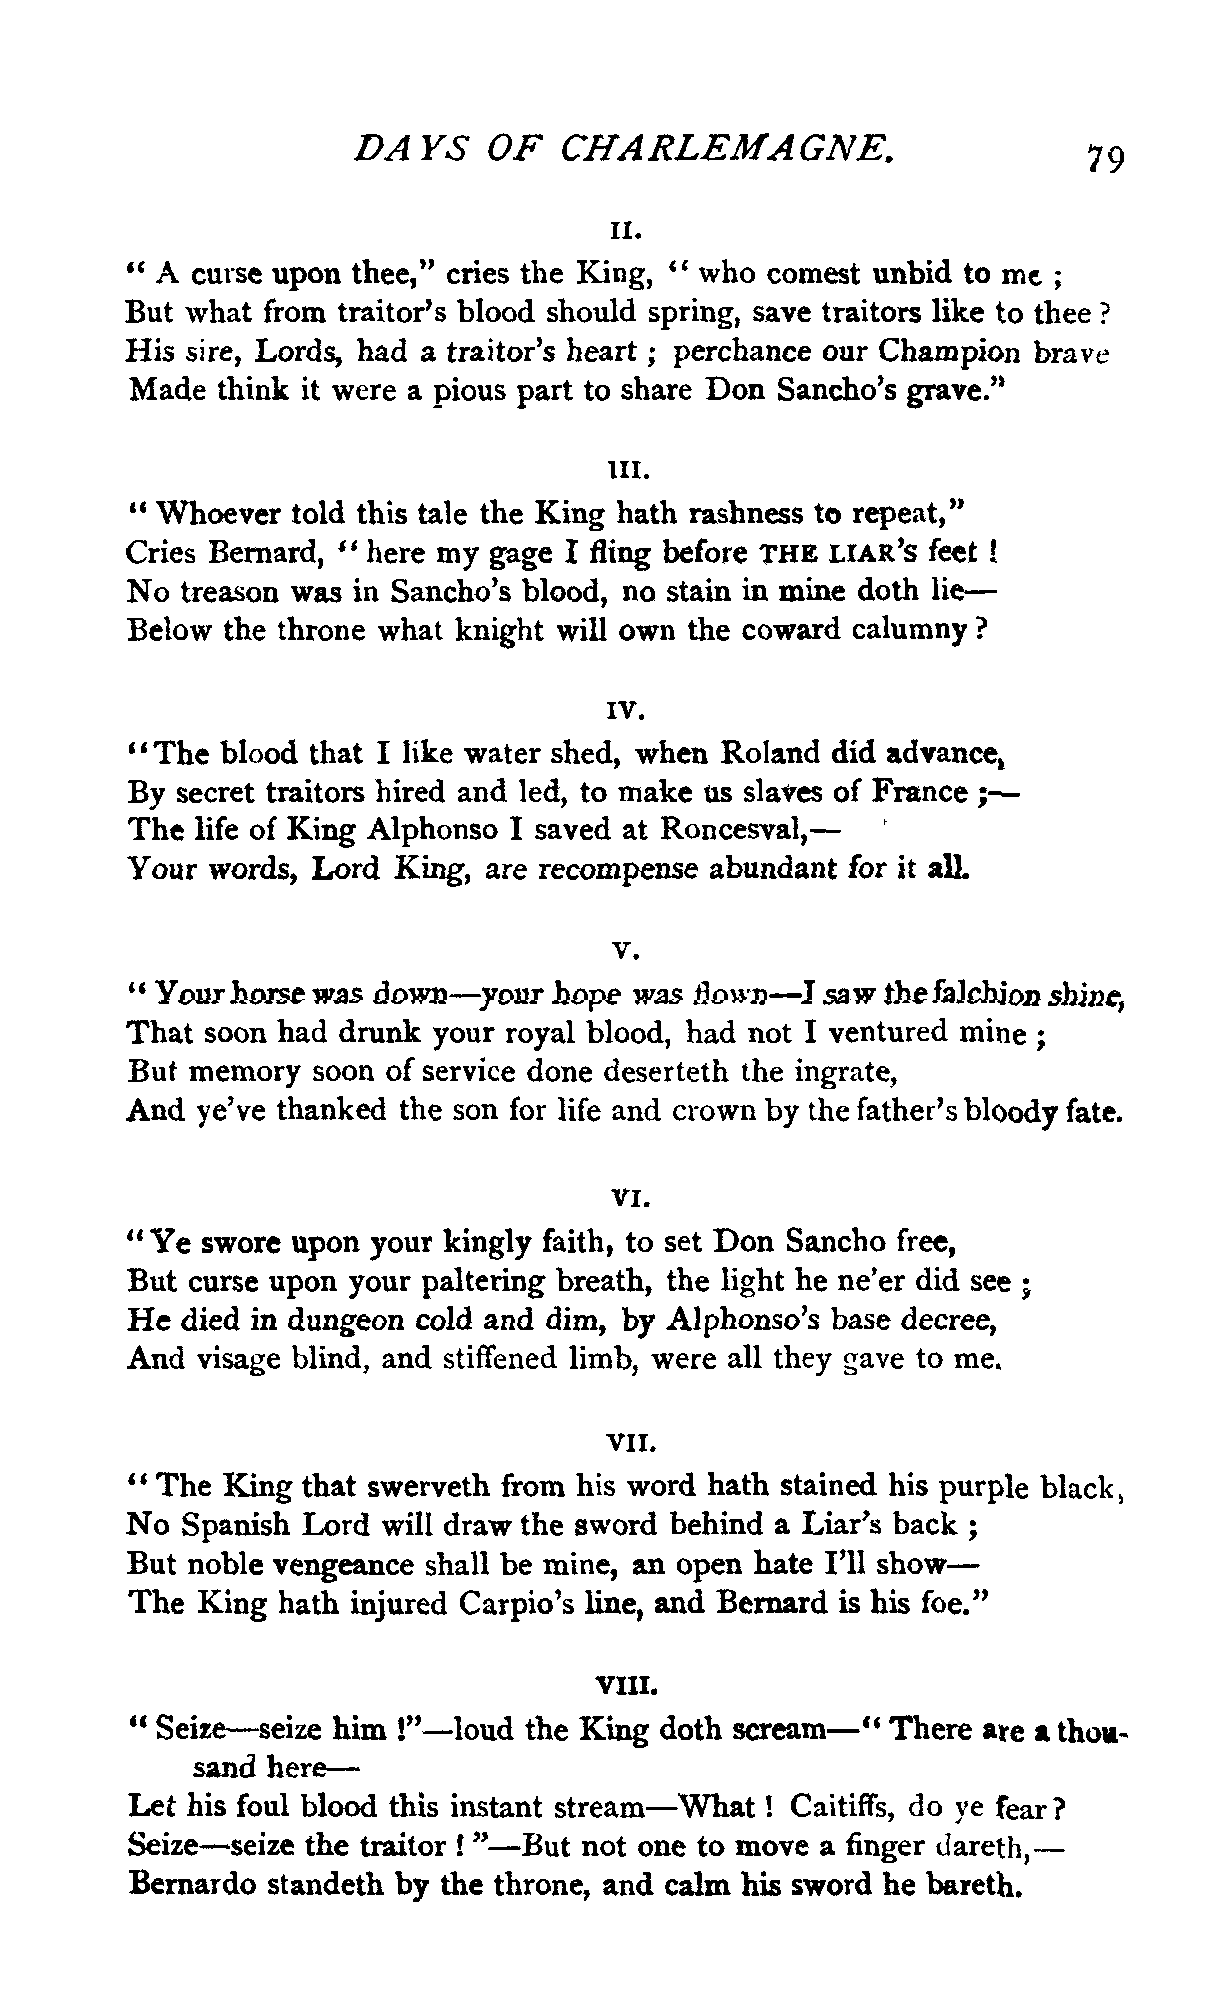 DAYS OF CHARLEMAGNE. 79
II.
“ A curse upon thee,” cries the King, “ who comest unbid to me ;
But what from traitor’s blood should spring, save traitors like to thee ?
His sire, Lords, had a traitor’s heart ; perchance our Champion brave
Made think it were a pious part to share Don Sancho’s grave.”
III.
“ Whoever told this tale the King hath rashness to repeat,”
Cries Bernard, “ here my gage I fling before THE LIAR’S feet !
No treason was in Sancho’s blood, no stain in mine doth lie—
Below the throne what knight will own the coward calumny ?
IV.
“The blood that I like water shed, when Roland did advance,
By secret traitors hired and led, to make us slaves of France ;—
The life of King Alphonso I saved at Roncesval,—
Your words, Lord King, are recompense abundant for it all.
V.
“ Your horse was down—your hope was flown—I saw the falchion shine,
That soon had drunk your royal blood, had not I ventured mine ;
But memory soon of service done deserteth the ingrate,
And ye’ve thanked the son for life and crown by the father’s bloody fate.
VI.
“ Ye swore upon your kingly faith, to set Don Sancho free,
But curse upon your paltering breath, the light he ne’er did see ;
He died in dungeon cold and dim, by Alphonso’s base decree,
And visage blind, and stiffened limb, were all they gave to me.
VII.
“ The King that swerveth from his word hath stained his purple black,
No Spanish Lord will draw the sword behind a Liar’s back ;
But noble vengeance shall be mine, an open hate I’ll show—
The King hath injured Carpio’s line, and Bernard is his foe.”
VIII.
“ Seize—seize him !”—loud the King doth scream—“ There are a thou-
sand here—
Let his foul blood this instant stream—What ! Caitiffs, do ye fear ?
Seize—seize the traitor ! ”—But not one to move a finger dareth,—
Bernardo standeth by the throne, and calm his sword he bareth.